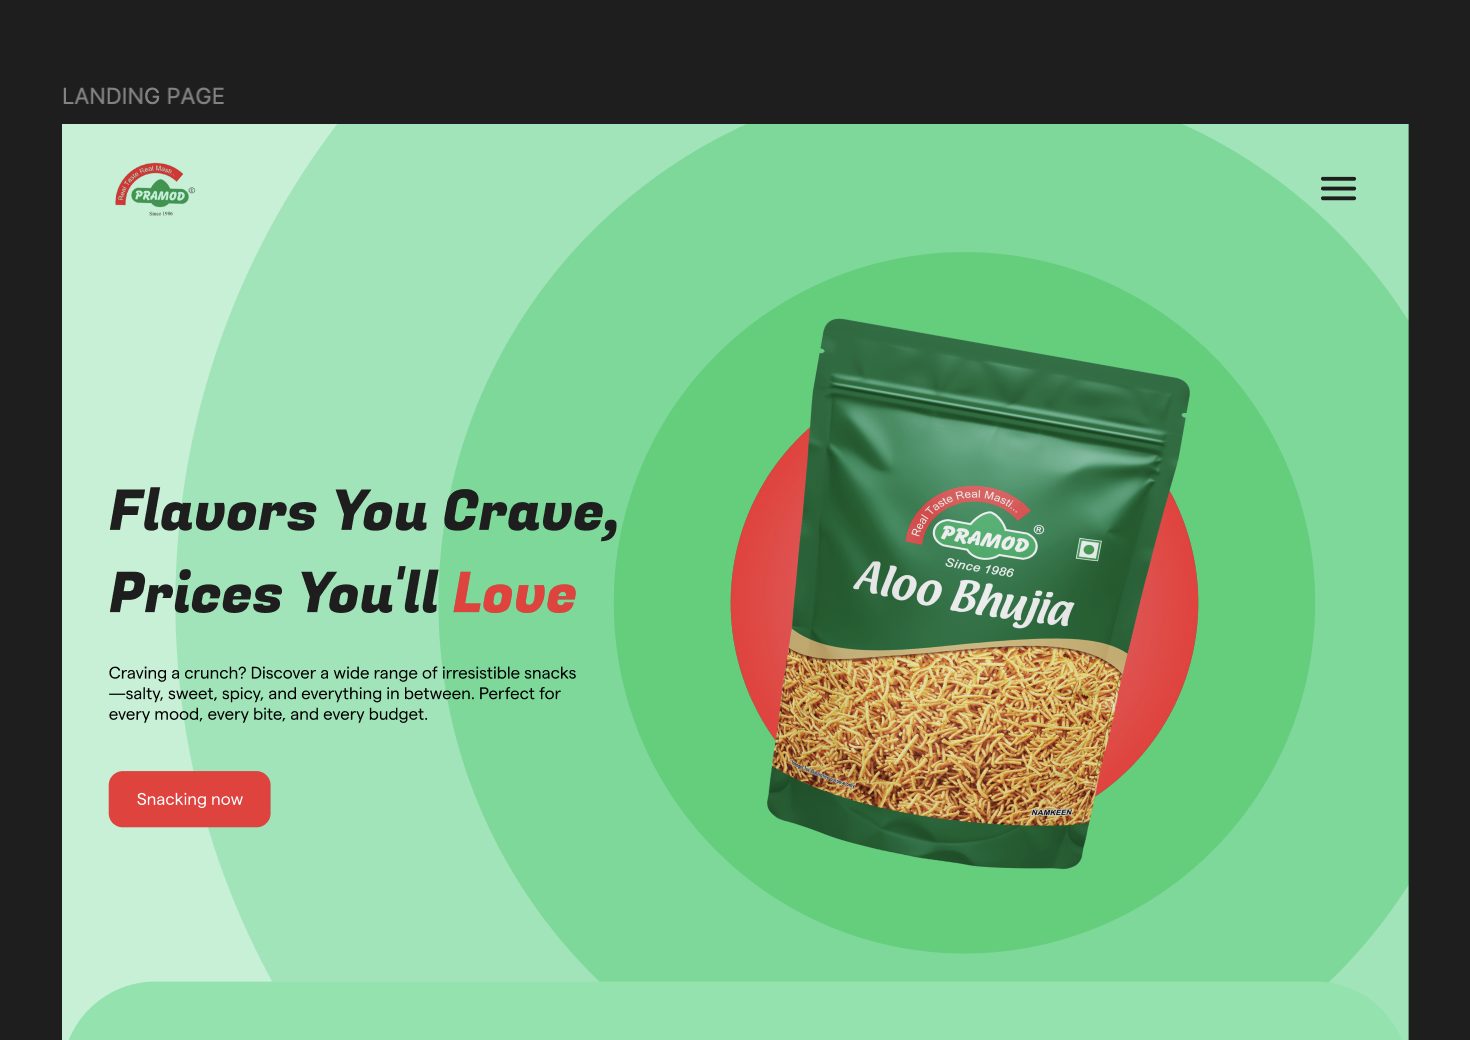 LANDING PAGE
Real Taste Real Masti...
PRAMOD ®
Since 1986
Flavors You Crave,
Prices You'll Love
Craving a crunch? Discover a wide range of irresistible snacks
—salty, sweet, spicy, and everything in between. Perfect for
every mood, every bite, and every budget.
Snacking now
Real Taste Real Masti...
PRAMOD ®
Since 1986
Aloo Bhujia
NAMKEEN